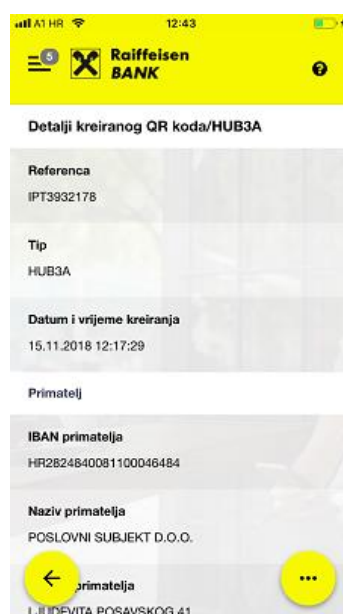 A1 HR 12:43
5
Raiffeisen
BANK
?
Detalji kreiranog QR koda/HUB3A
Referenca
IPT3932178
Tip
HUB3A
Datum i vrijeme kreiranja
15.11.2018 12:17:29
Primatelj
IBAN primatelja
HR2824840081100046484
Naziv primatelja
POSLOVNI SUBJEKT D.O.O.
primatelja
LJUDEVITA POSAVSKOG 41